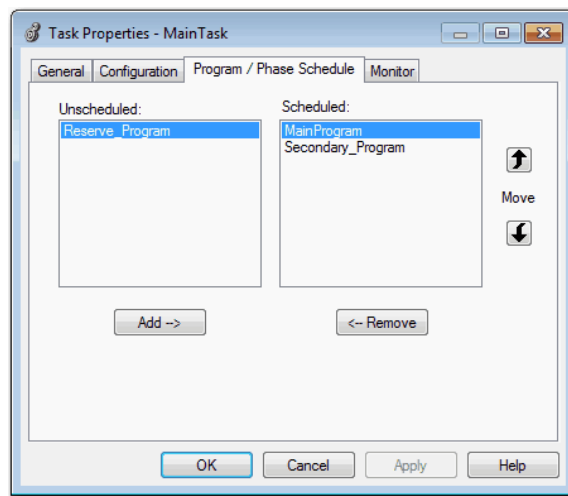 Task Properties - MainTask
General Configuration Program / Phase Schedule Monitor
Unscheduled: Scheduled:
Reserve_Program MainProgram
Secondary_Program
Move
Add --> <-- Remove
OK Cancel Apply Help